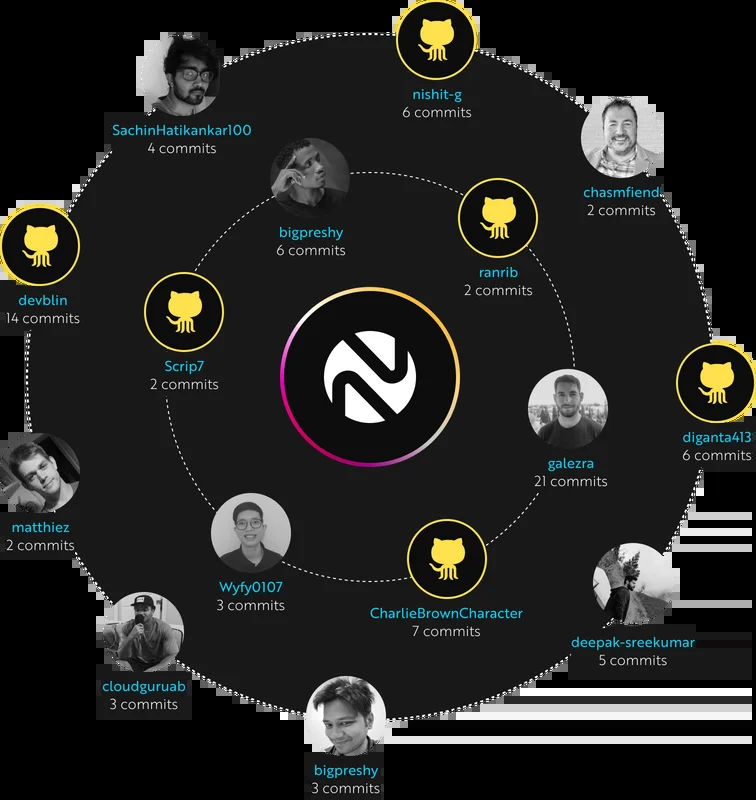 nishit-g
6 commits
SachinHatikankar100
4 commits
chasmfiend
2 commits
bigpreshy
6 commits
ranrib
2 commits
devblin
14 commits
Scrip7
2 commits
diganta413
6 commits
galezra
21 commits
matthiez
2 commits
Wyfy0107
3 commits
CharlieBrownCharacter
7 commits
deepak-sreekumar
5 commits
cloudguruab
3 commits
bigpreshy
3 commits